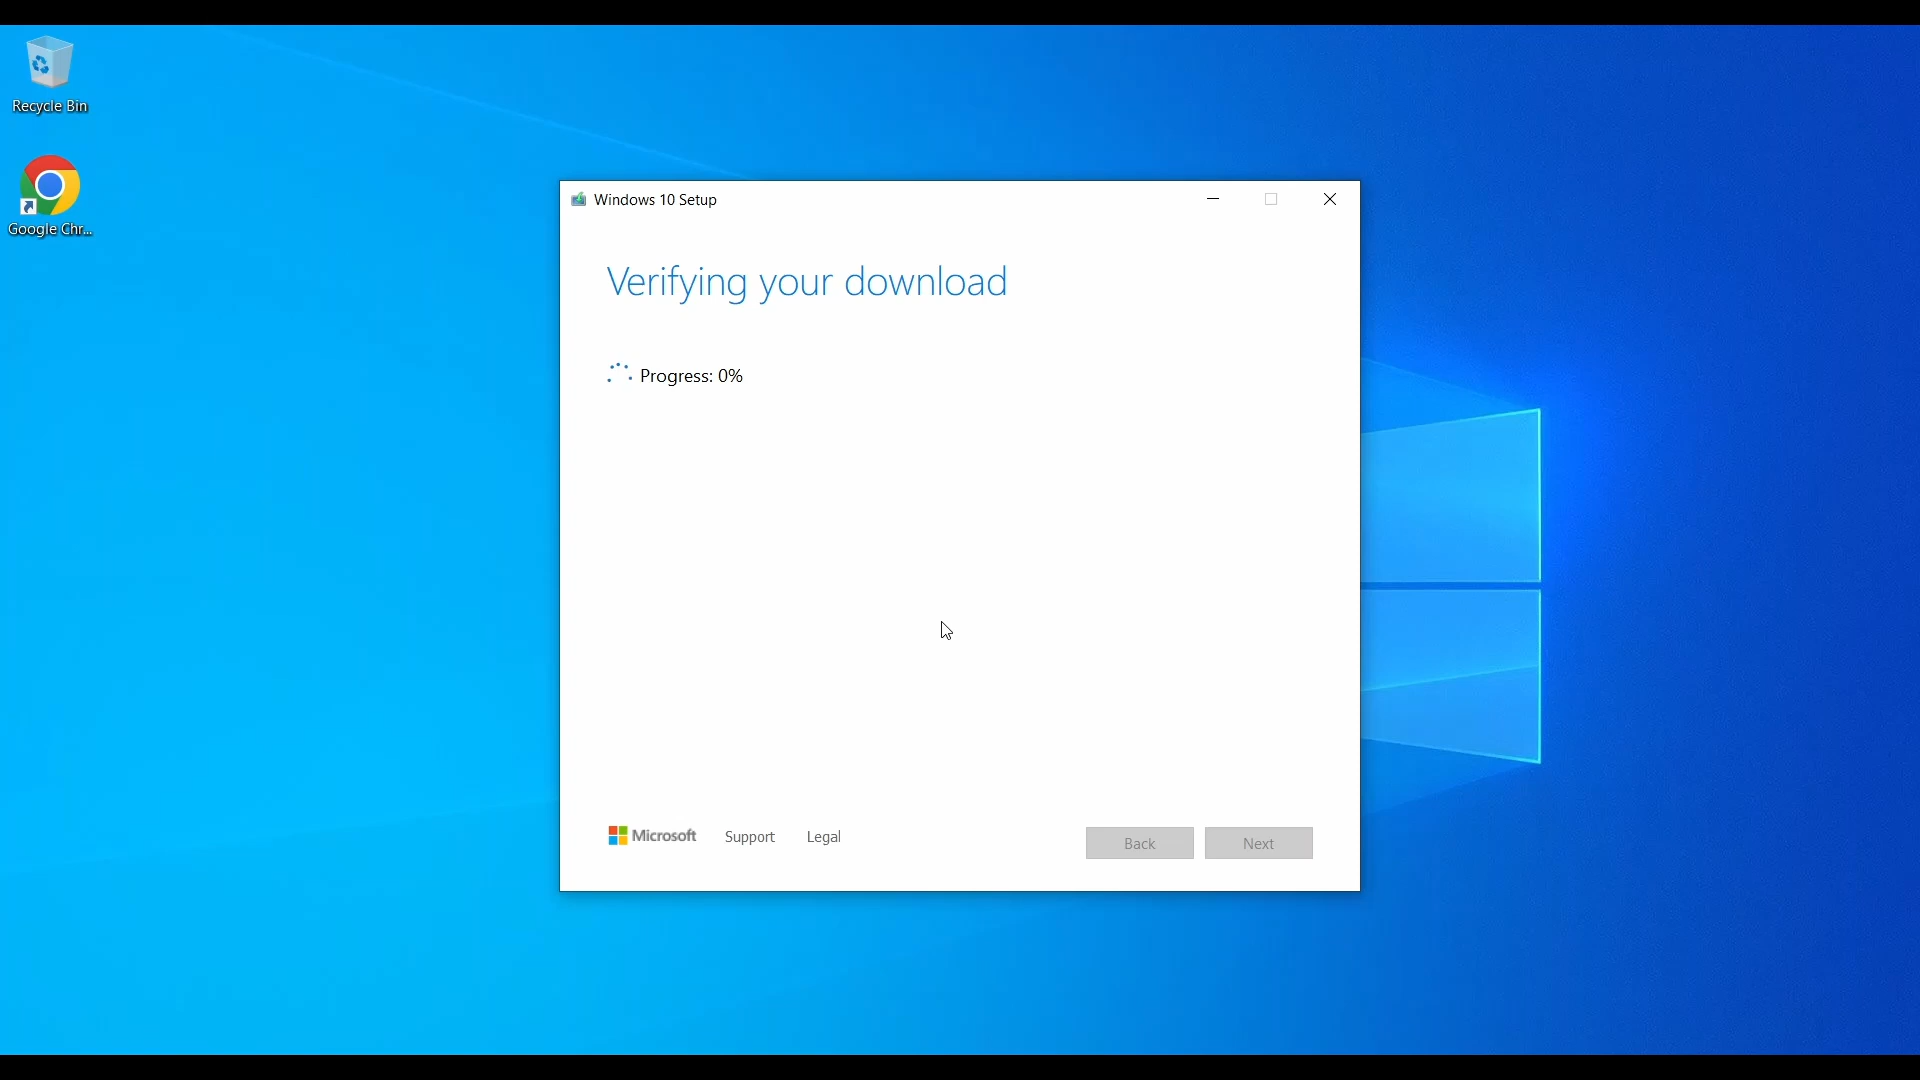 Recycle Bin
Google Chr...
Windows 10 Setup
Verifying your download
Progress: 0%
Microsoft Support Legal
Back Next